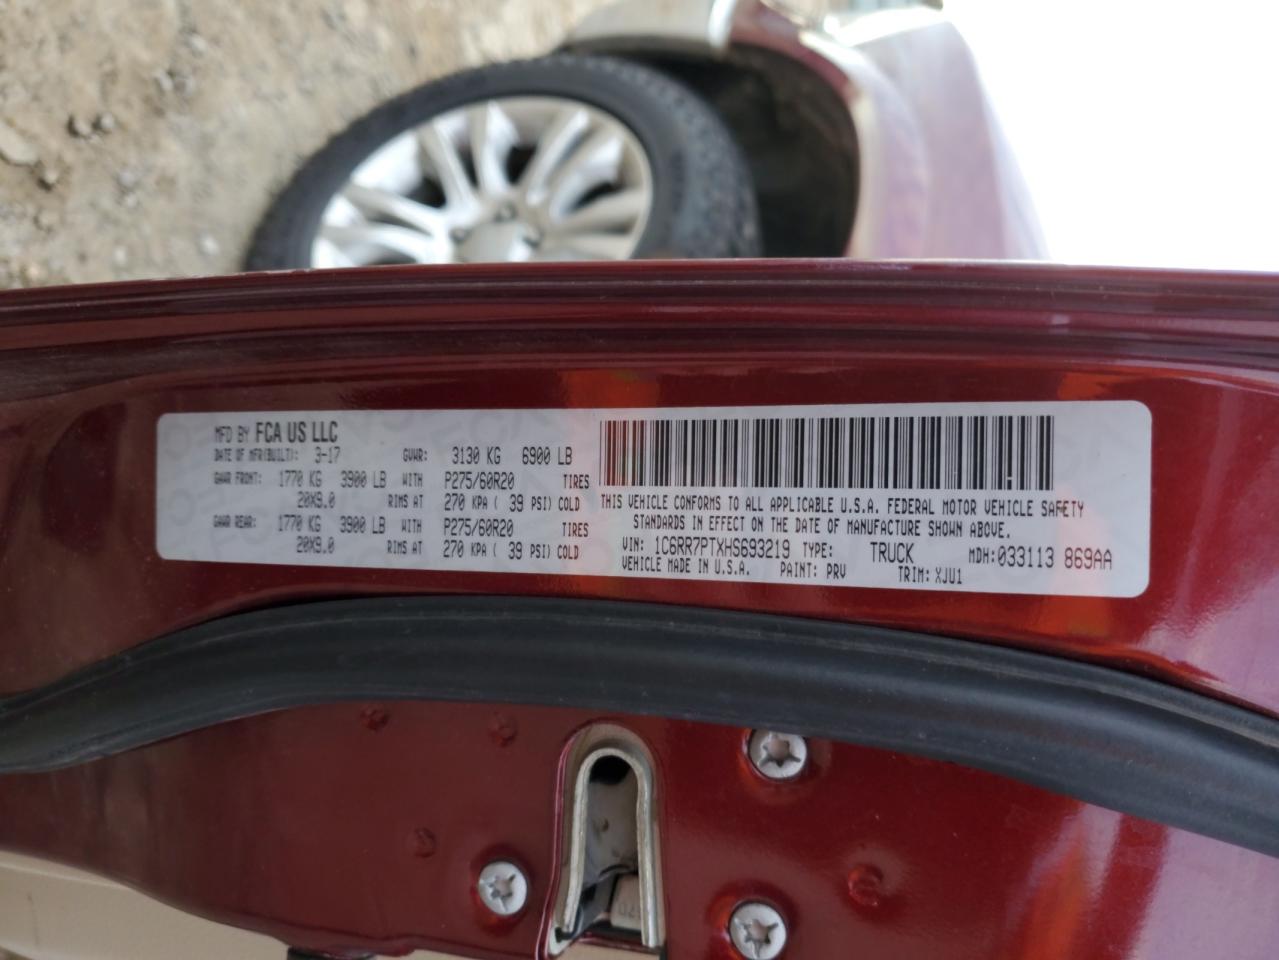 MFD BY FCA US LLC
DATE OF MFR(BUILT): 3-17 GVWR: 3130 KG 6900 LB
GAWR FRONT: 1770 KG 3900 LB WITH P275/60R20 TIRES
20X9.0 RIMS AT 270 KPA ( 39 PSI) COLD
GAWR REAR: 1770 KG 3900 LB WITH P275/60R20 TIRES
20X9.0 RIMS AT 270 KPA ( 39 PSI) COLD
THIS VEHICLE CONFORMS TO ALL APPLICABLE U.S.A. FEDERAL MOTOR VEHICLE SAFETY
STANDARDS IN EFFECT ON THE DATE OF MANUFACTURE SHOWN ABOVE.
VIN: 1C6RR7PTXHS693219 TYPE: TRUCK MDH:033113 869AA
VEHICLE MADE IN U.S.A. PAINT: PRV TRIM: XJU1